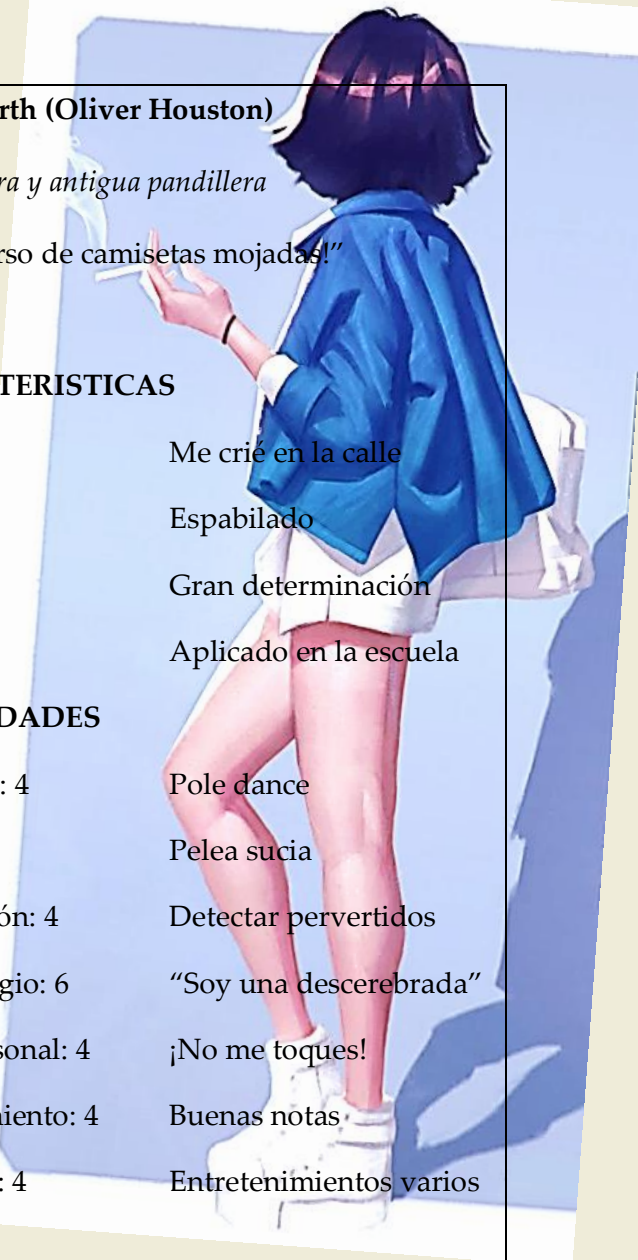 rth (Oliver Houston)
ra y antigua pandillera
rso de camisetas mojadas!”
TERISTICAS
Me crié en la calle
Espabilado
Gran determinación
Aplicado en la escuela
DADES
: 4 Pole dance
Pelea sucia
ón: 4 Detectar pervertidos
gio: 6 “Soy una descerebrada”
sonal: 4 ¡No me toques!
niento: 4 Buenas notas
: 4 Entretenimientos varios